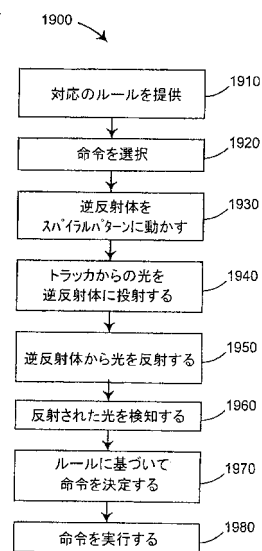 1900
対応のルールを提供
1910
命令を選択
1920
逆反射体を
ｽﾊﾟｲﾗﾙﾊﾟﾀｰﾝに動かす
1930
トラッカからの光を
逆反射体に投射する
1940
逆反射体から光を反射する
1950
反射された光を検知する
1960
ルールに基づいて
命令を決定する
1970
命令を実行する
1980